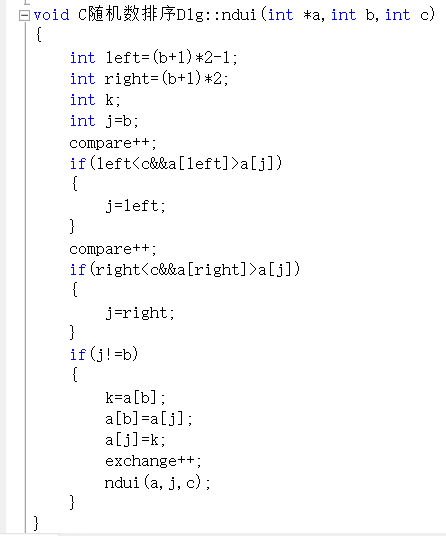 void C随机数排序Dlg::ndui(int *a,int b,int c)
{
    int left=(b+1)*2-1;
    int right=(b+1)*2;
    int k;
    int j=b;
    compare++;
    if(left<c&&a[left]>a[j])
    {
        j=left;
    }
    compare++;
    if(right<c&&a[right]>a[j])
    {
        j=right;
    }
    if(j!=b)
    {
        k=a[b];
        a[b]=a[j];
        a[j]=k;
        exchange++;
        ndui(a,j,c);
    }
}